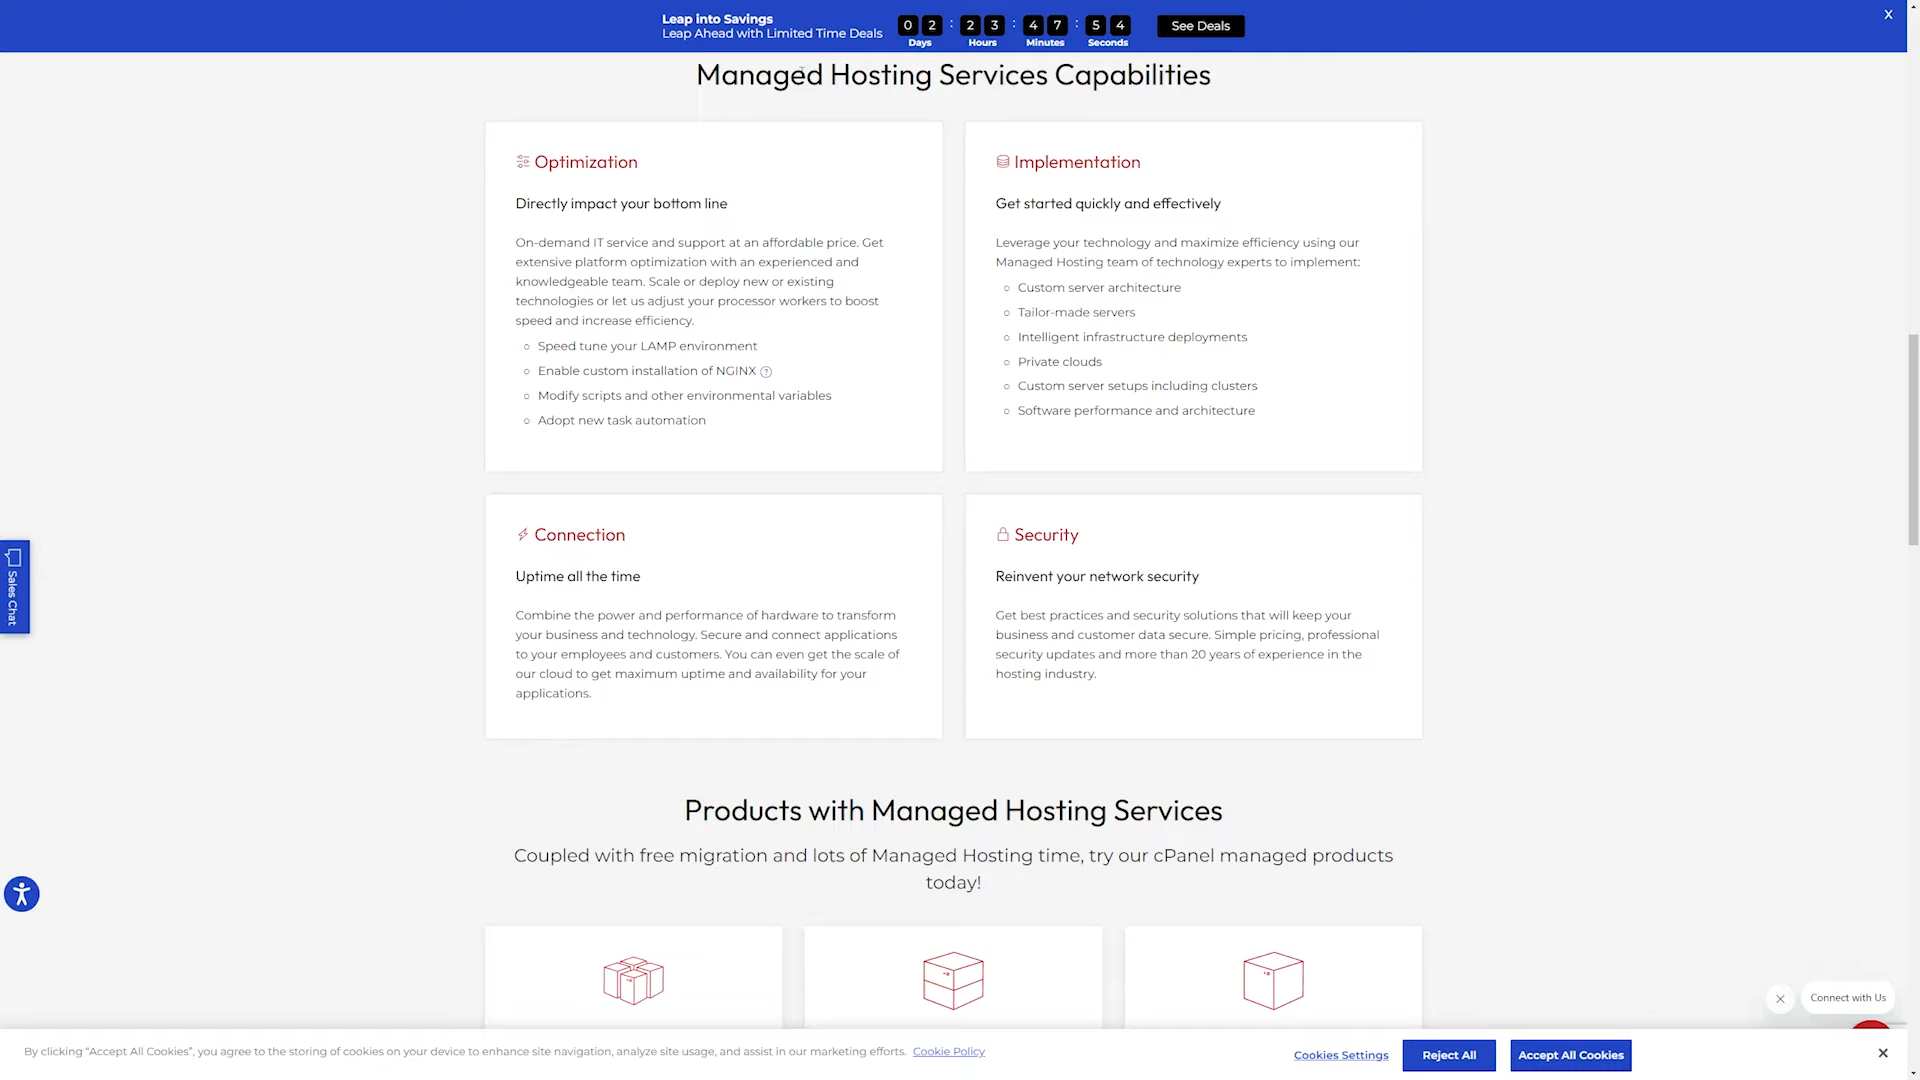 Leap into Savings
Leap Ahead with Limited Time Deals
0 2 : 2 3 : 4 7 : 5 4
Days Hours Minutes Seconds
See Deals
X
Managed Hosting Services Capabilities
Optimization
Directly impact your bottom line
On-demand IT service and support at an affordable price. Get
extensive platform optimization with an experienced and
knowledgeable team. Scale or deploy new or existing
technologies or let us adjust your processor workers to boost
speed and increase efficiency.
Speed tune your LAMP environment
Enable custom installation of NGINX ?
Modify scripts and other environmental variables
Adopt new task automation
Implementation
Get started quickly and effectively
Leverage your technology and maximize efficiency using our
Managed Hosting team of technology experts to implement:
Custom server architecture
Tailor-made servers
Intelligent infrastructure deployments
Private clouds
Custom server setups including clusters
Software performance and architecture
Connection
Uptime all the time
Combine the power and performance of hardware to transform
your business and technology. Secure and connect applications
to your employees and customers. You can even get the scale of
our cloud to get maximum uptime and availability for your
applications.
Security
Reinvent your network security
Get best practices and security solutions that will keep your
business and customer data secure. Simple pricing, professional
security updates and more than 20 years of experience in the
hosting industry.
Sales Chat
Products with Managed Hosting Services
Coupled with free migration and lots of Managed Hosting time, try our cPanel managed products
today!
Connect with Us
By clicking “Accept All Cookies”, you agree to the storing of cookies on your device to enhance site navigation, analyze site usage, and assist in our marketing efforts. Cookie Policy
Cookies Settings
Reject All
Accept All Cookies